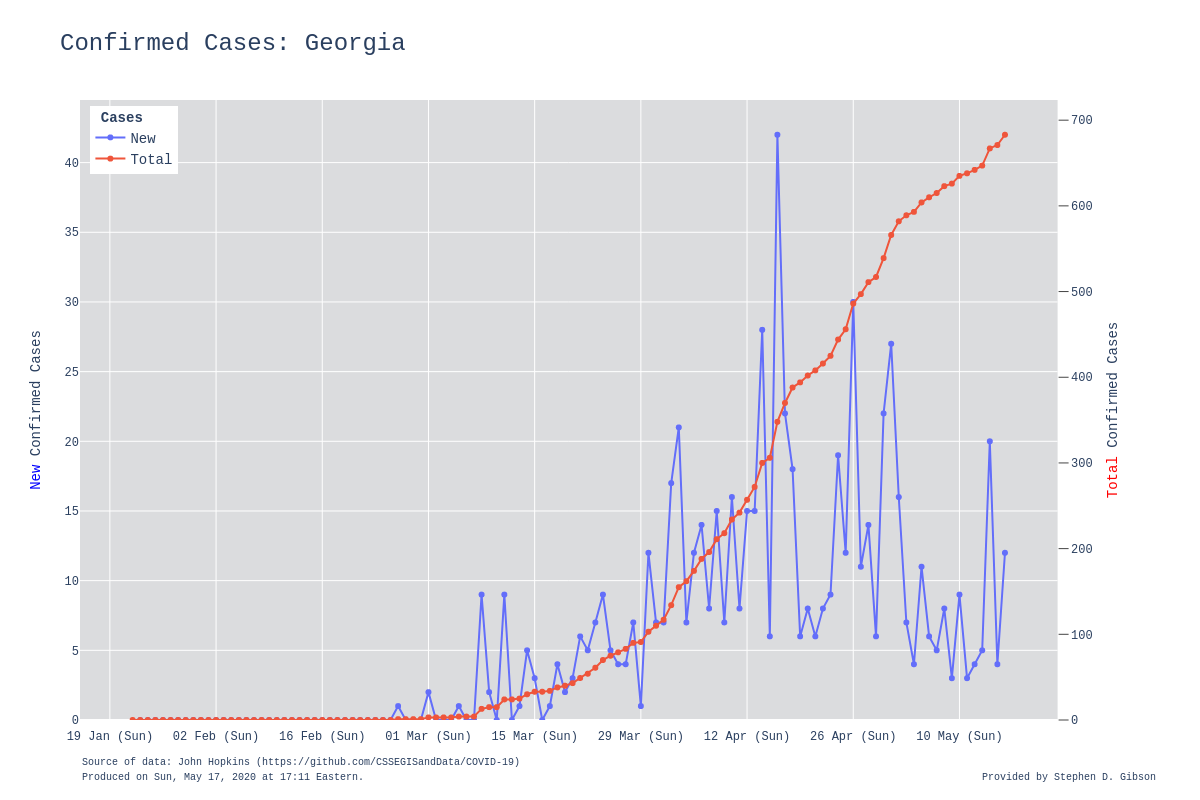 Confirmed Cases: Georgia
Cases
New
Total
40
35
30
25
20
15
10
5
0
New Confirmed Cases
700
600
500
400
300
200
100
0
Total Confirmed Cases
19 Jan (Sun) 02 Feb (Sun) 16 Feb (Sun) 01 Mar (Sun) 15 Mar (Sun) 29 Mar (Sun) 12 Apr (Sun) 26 Apr (Sun) 10 May (Sun)
Source of data: John Hopkins (https://github.com/CSSEGISandData/COVID-19)
Produced on Sun, May 17, 2020 at 17:11 Eastern.
Provided by Stephen D. Gibson